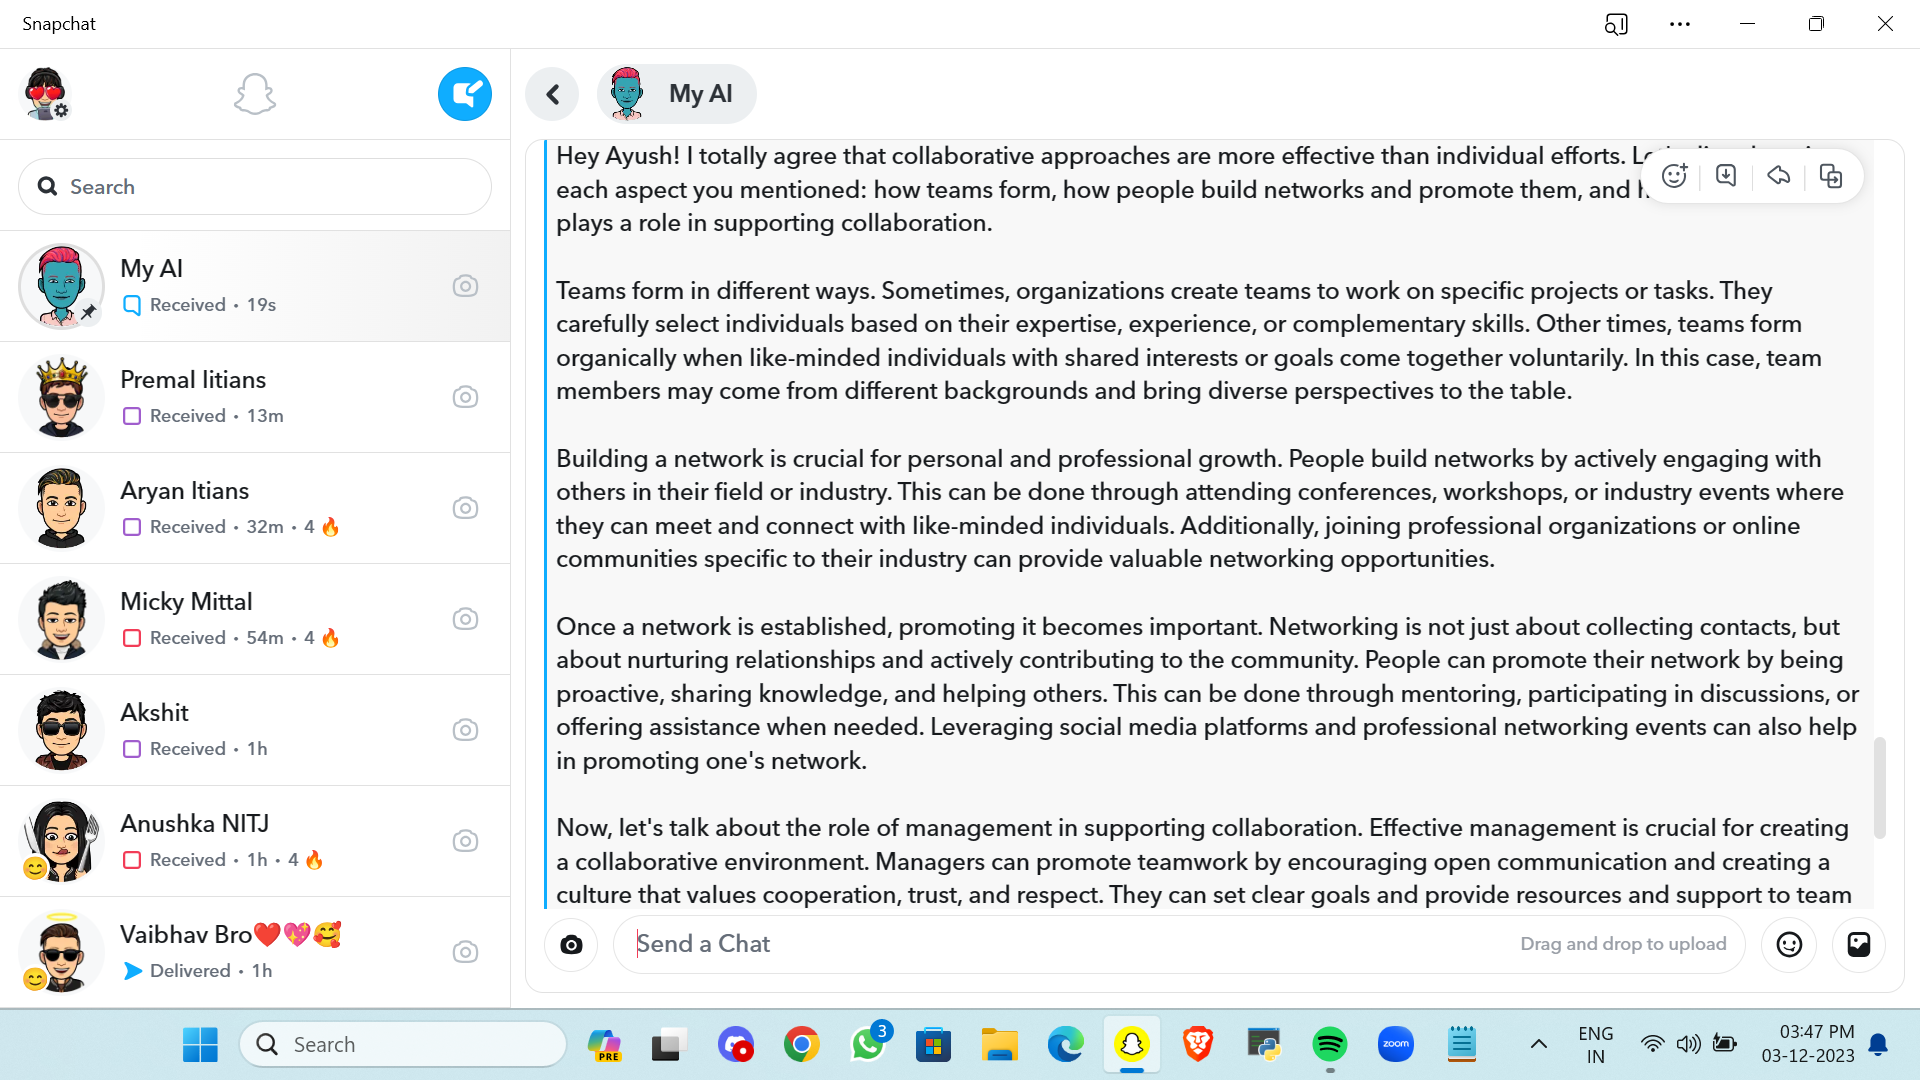 Snapchat
Search
My AI
Received • 19s
Premal Iitians
Received • 13m
Aryan Itians
Received • 32m • 4 🔥
Micky Mittal
Received • 54m • 4 🔥
Akshit
Received • 1h
Anushka NITJ
Received • 1h • 4 🔥
Vaibhav Bro❤️💖🥰
Delivered • 1h
My AI
Hey Ayush! I totally agree that collaborative approaches are more effective than individual efforts.
each aspect you mentioned: how teams form, how people build networks and promote them, and
plays a role in supporting collaboration.
Teams form in different ways. Sometimes, organizations create teams to work on specific projects or tasks. They
carefully select individuals based on their expertise, experience, or complementary skills. Other times, teams form
organically when like-minded individuals with shared interests or goals come together voluntarily. In this case, team
members may come from different backgrounds and bring diverse perspectives to the table.
Building a network is crucial for personal and professional growth. People build networks by actively engaging with
others in their field or industry. This can be done through attending conferences, workshops, or industry events where
they can meet and connect with like-minded individuals. Additionally, joining professional organizations or online
communities specific to their industry can provide valuable networking opportunities.
Once a network is established, promoting it becomes important. Networking is not just about collecting contacts, but
about nurturing relationships and actively contributing to the community. People can promote their network by being
proactive, sharing knowledge, and helping others. This can be done through mentoring, participating in discussions, or
offering assistance when needed. Leveraging social media platforms and professional networking events can also help
in promoting one's network.
Now, let's talk about the role of management in supporting collaboration. Effective management is crucial for creating
a collaborative environment. Managers can promote teamwork by encouraging open communication and creating a
culture that values cooperation, trust, and respect. They can set clear goals and provide resources and support to team
Send a Chat
Drag and drop to upload
Search
PRE
3
zoom
ENG
IN
03:47 PM
03-12-2023